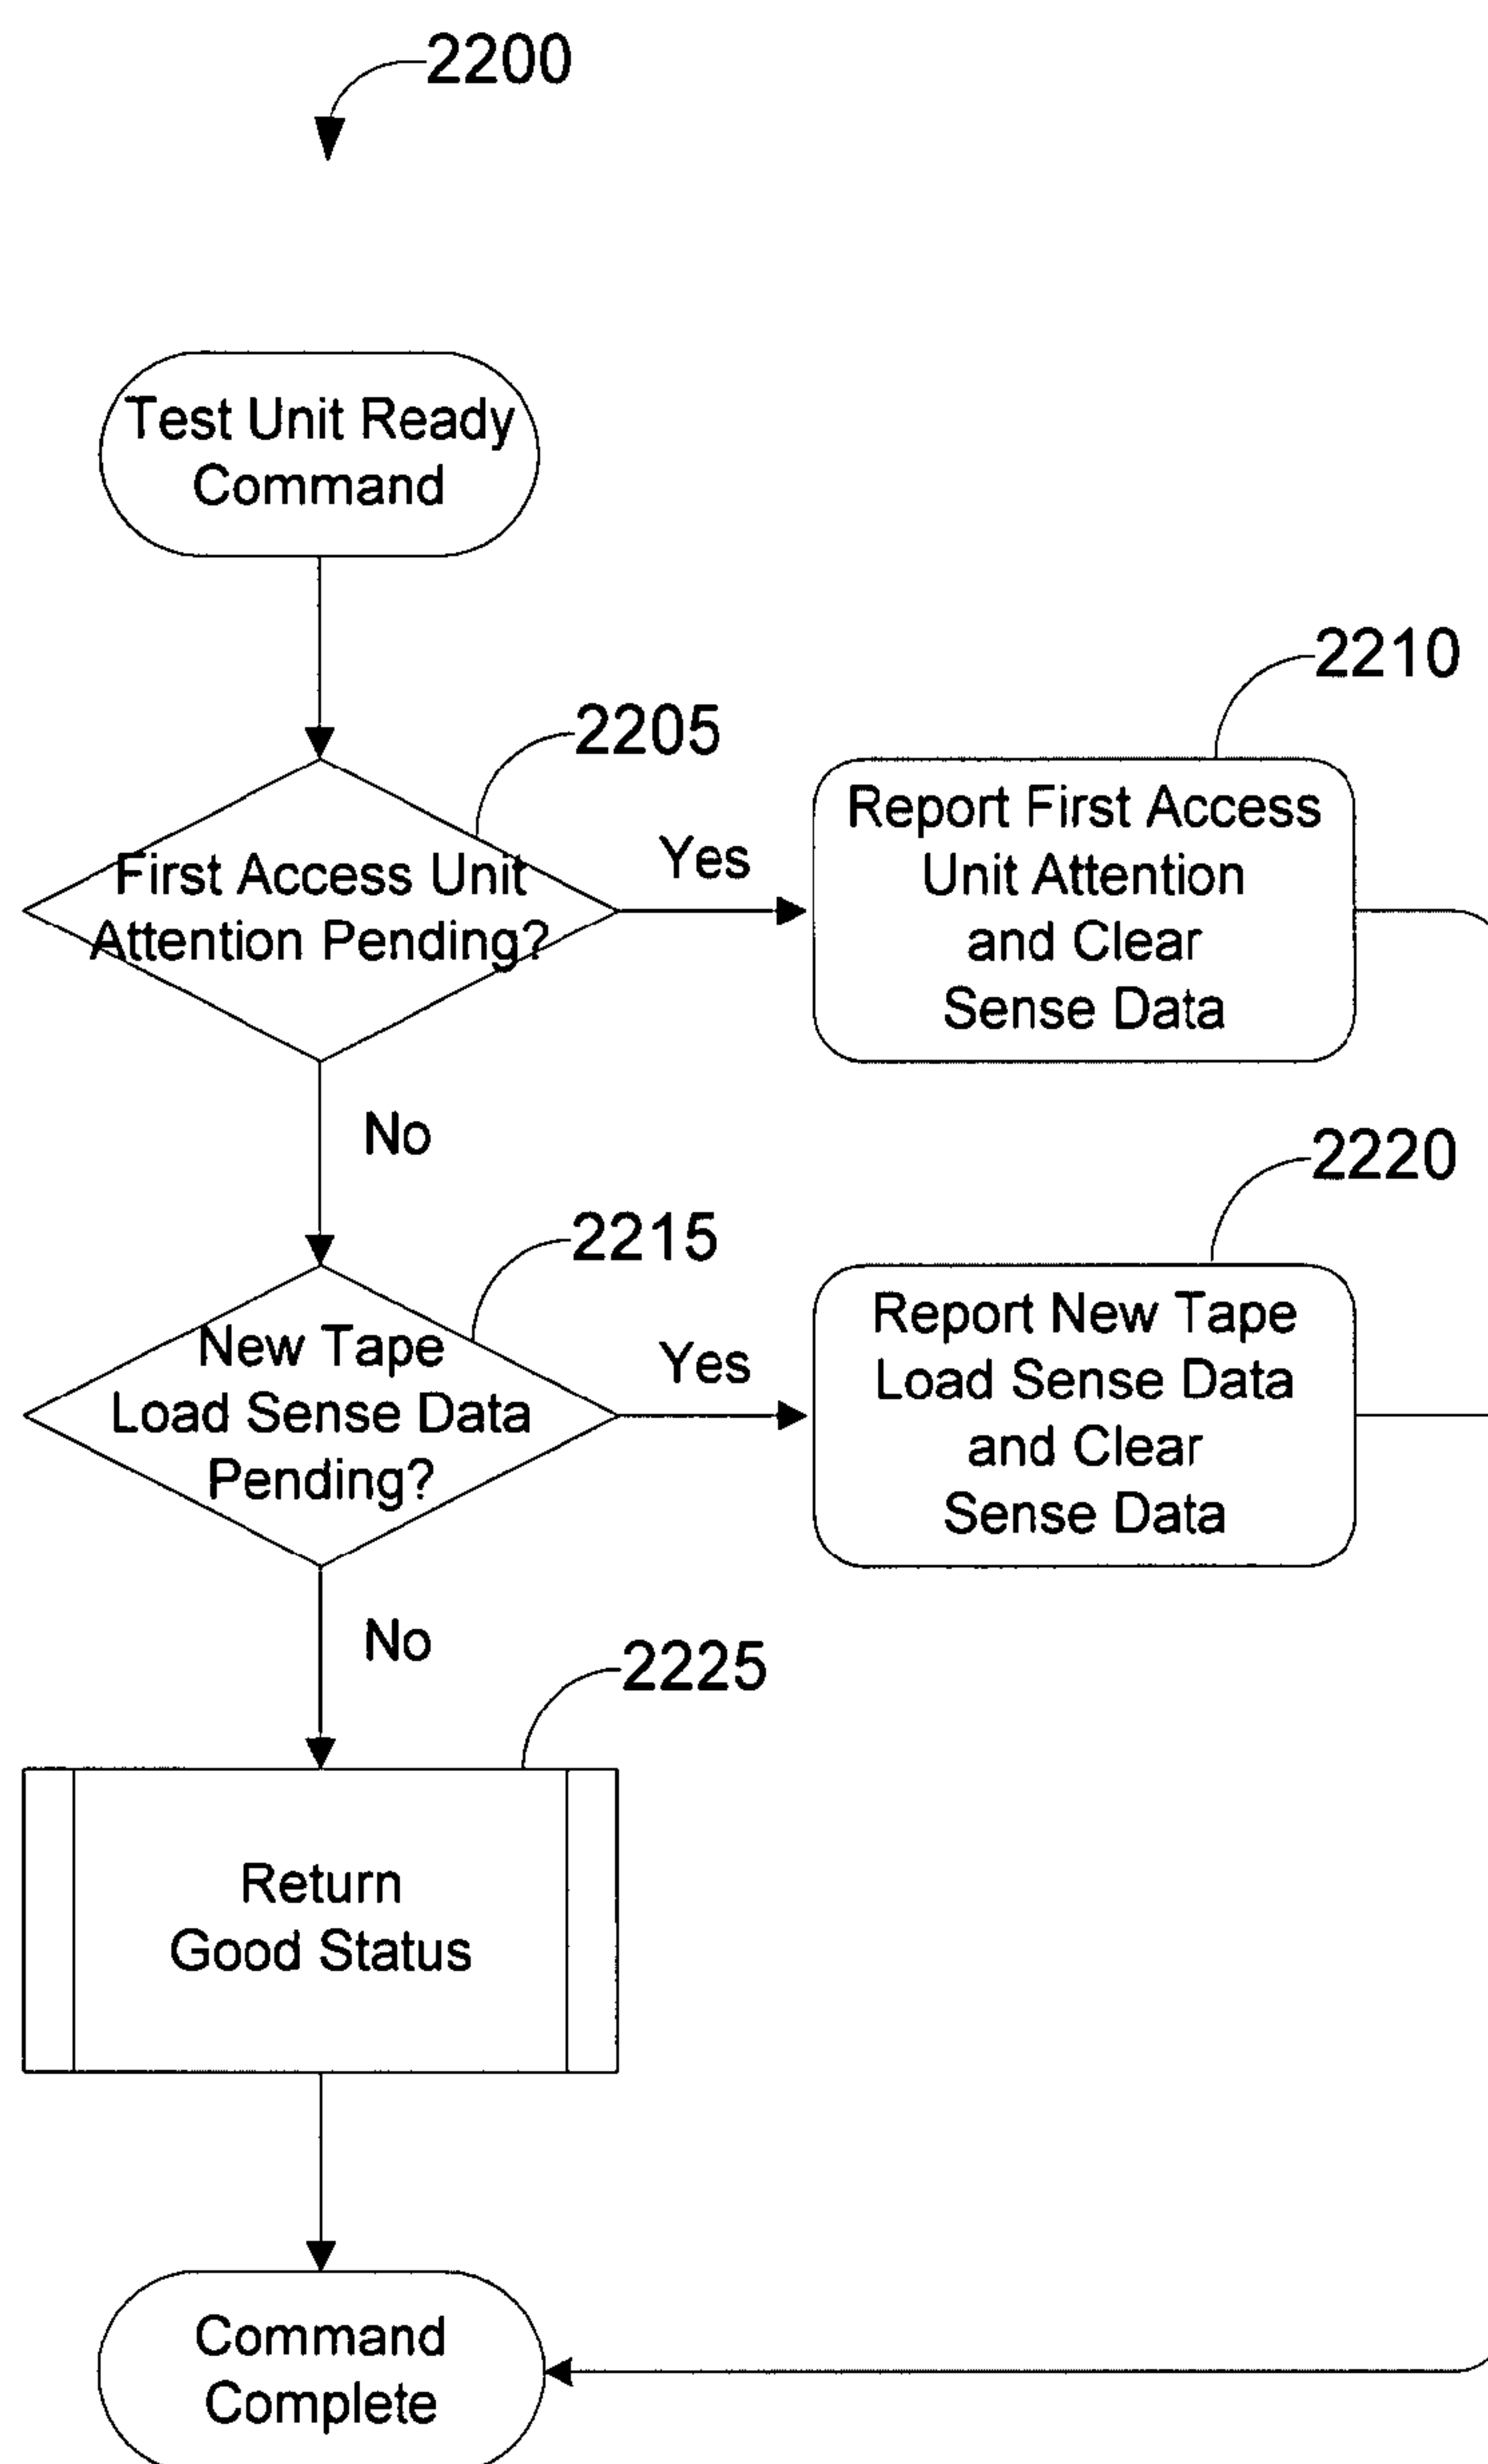 2200
Test Unit Ready
Command
2205
2210
First Access Unit
Attention Pending?
Yes
Report First Access
Unit Attention
and Clear
Sense Data
No
2215
2220
New Tape
Load Sense Data
Pending?
Yes
Report New Tape
Load Sense Data
and Clear
Sense Data
No
2225
Return
Good Status
Command
Complete